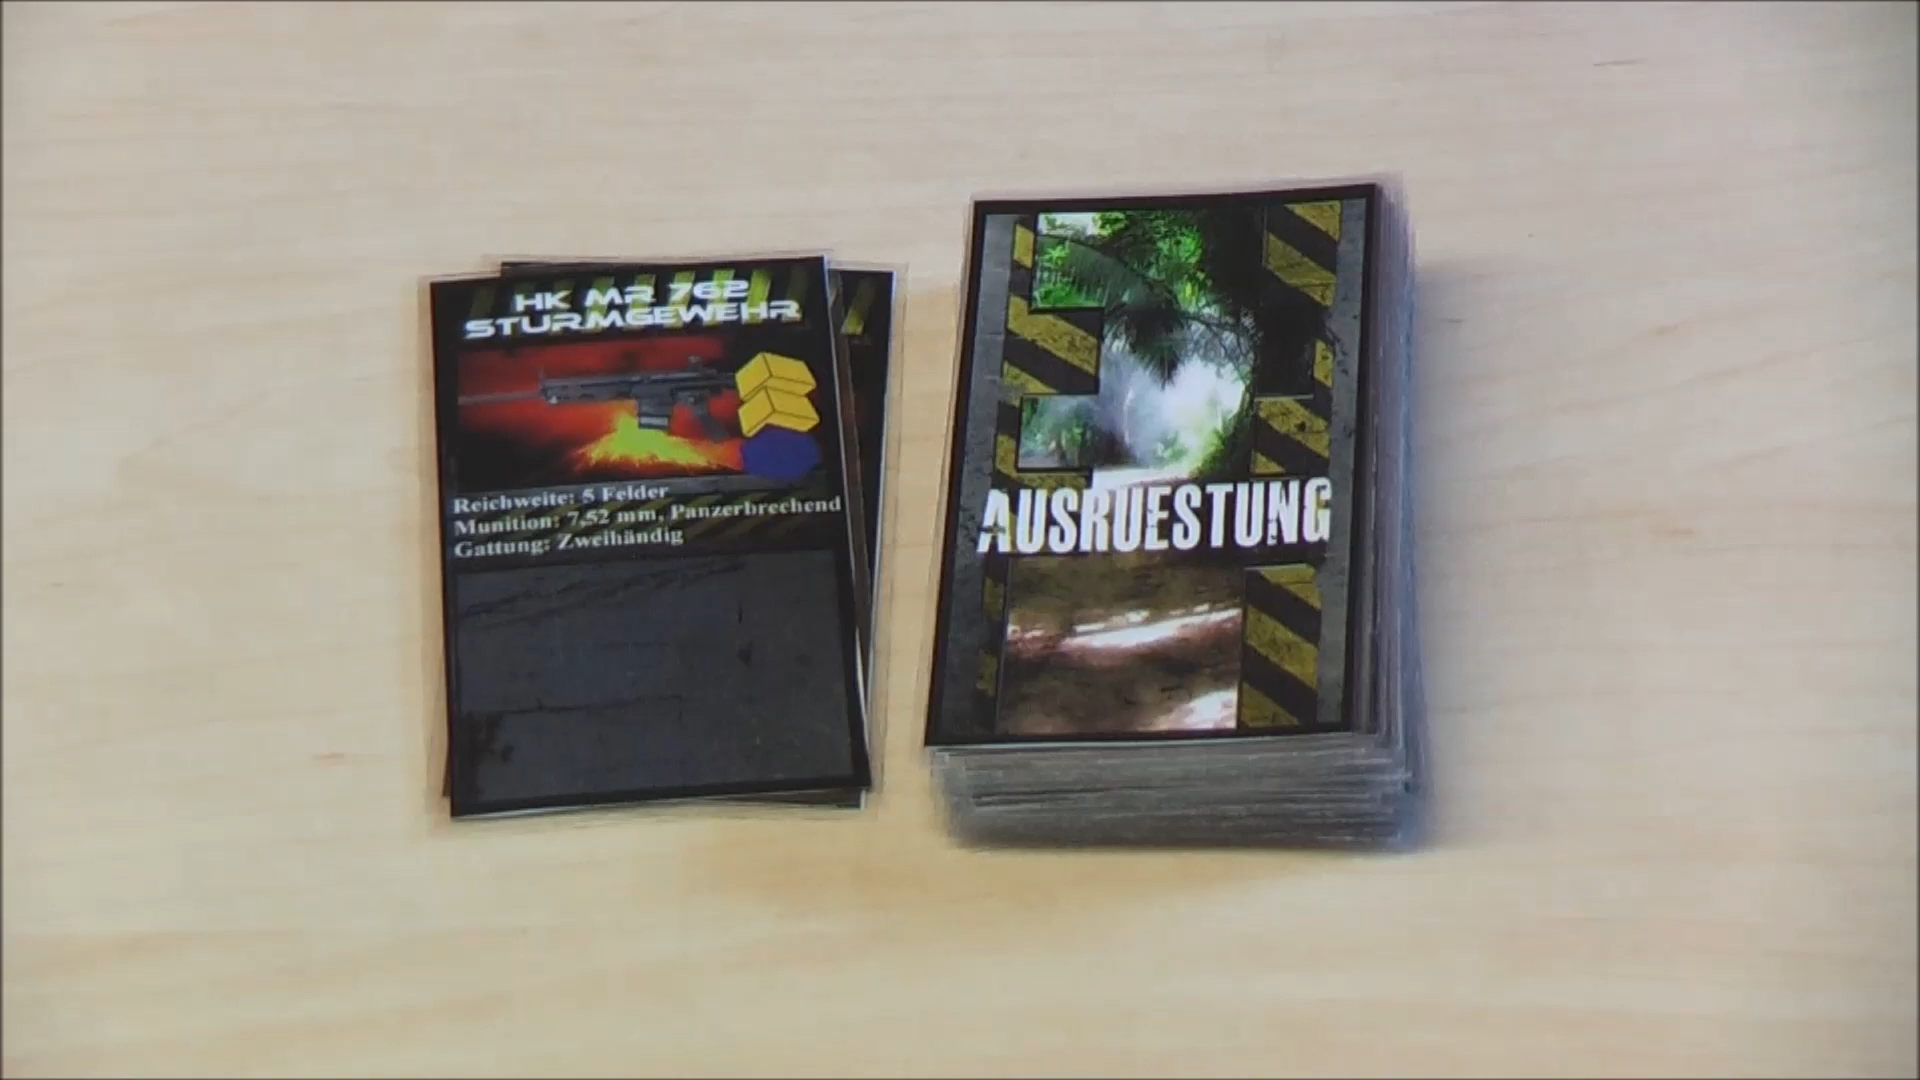 HK MR 762
STURMGEWEHR
Reichweite: 5 Felder
Munition: 7,52 mm, Panzerbrechend
Gattung: Zweihändig
AUSRUESTUNG